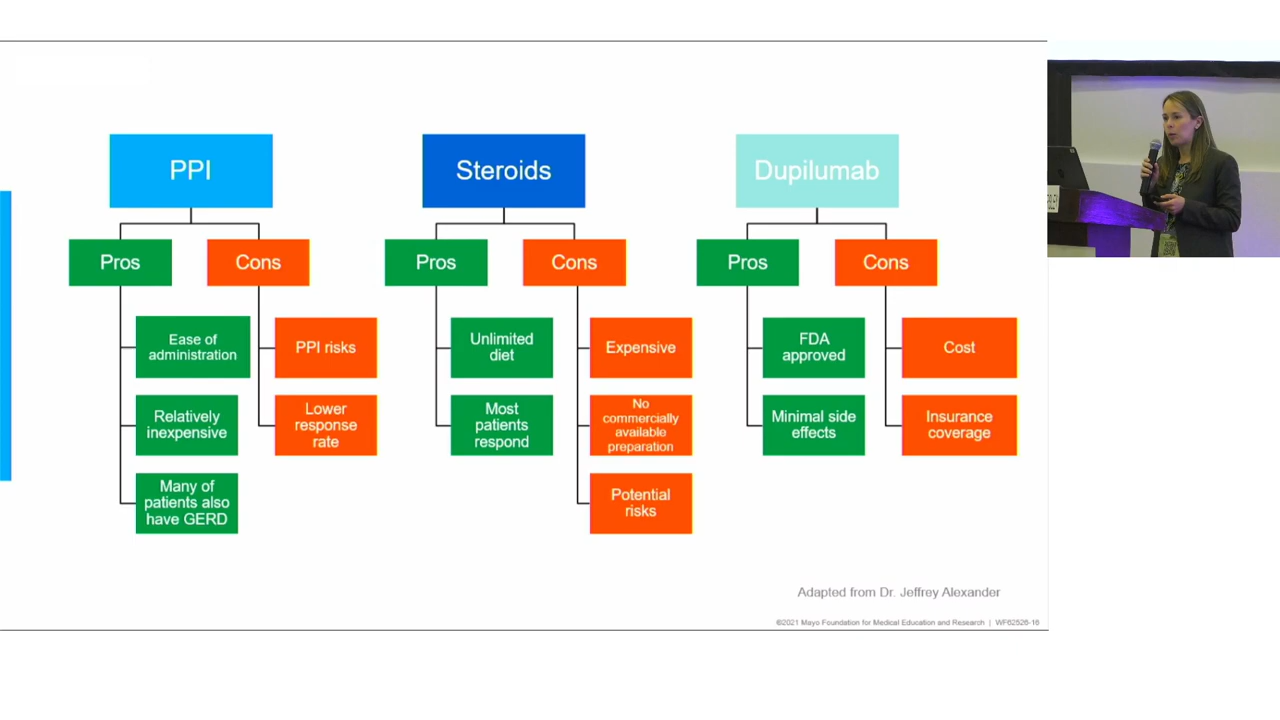 PPI
Pros
Cons
Ease of
administration
Relatively
inexpensive
Many of
patients also
have GERD
PPI risks
Lower
response
rate
Steroids
Pros
Cons
Unlimited
diet
Most
patients
respond
Expensive
No
commercially
available
preparation
Potential
risks
Dupilumab
Pros
Cons
FDA
approved
Minimal side
effects
Cost
Insurance
coverage
Adapted from Dr. Jeffrey Alexander
©2021 Mayo Foundation for Medical Education and Research | WF62526-16